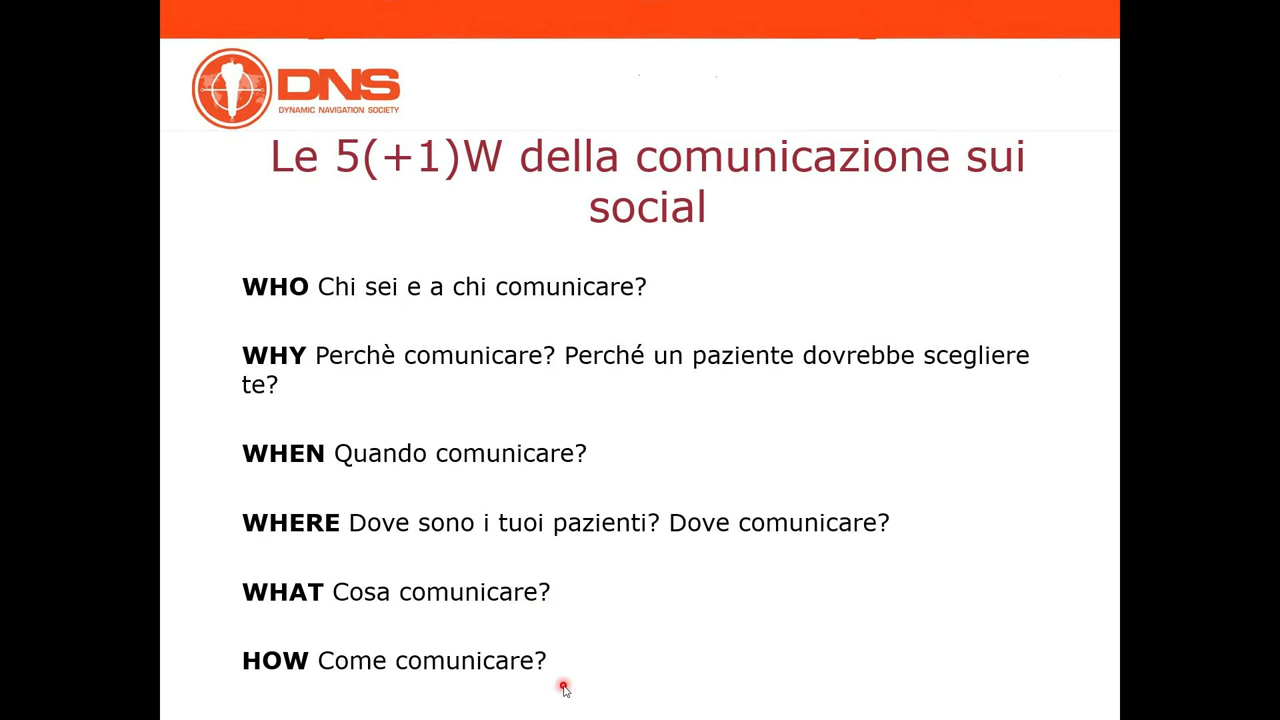 DNS
DYNAMIC NAVIGATION SOCIETY
Le 5(+1)W della comunicazione sui
social
WHO Chi sei e a chi comunicare?
WHY Perchè comunicare? Perché un paziente dovrebbe scegliere
te?
WHEN Quando comunicare?
WHERE Dove sono i tuoi pazienti? Dove comunicare?
WHAT Cosa comunicare?
HOW Come comunicare?